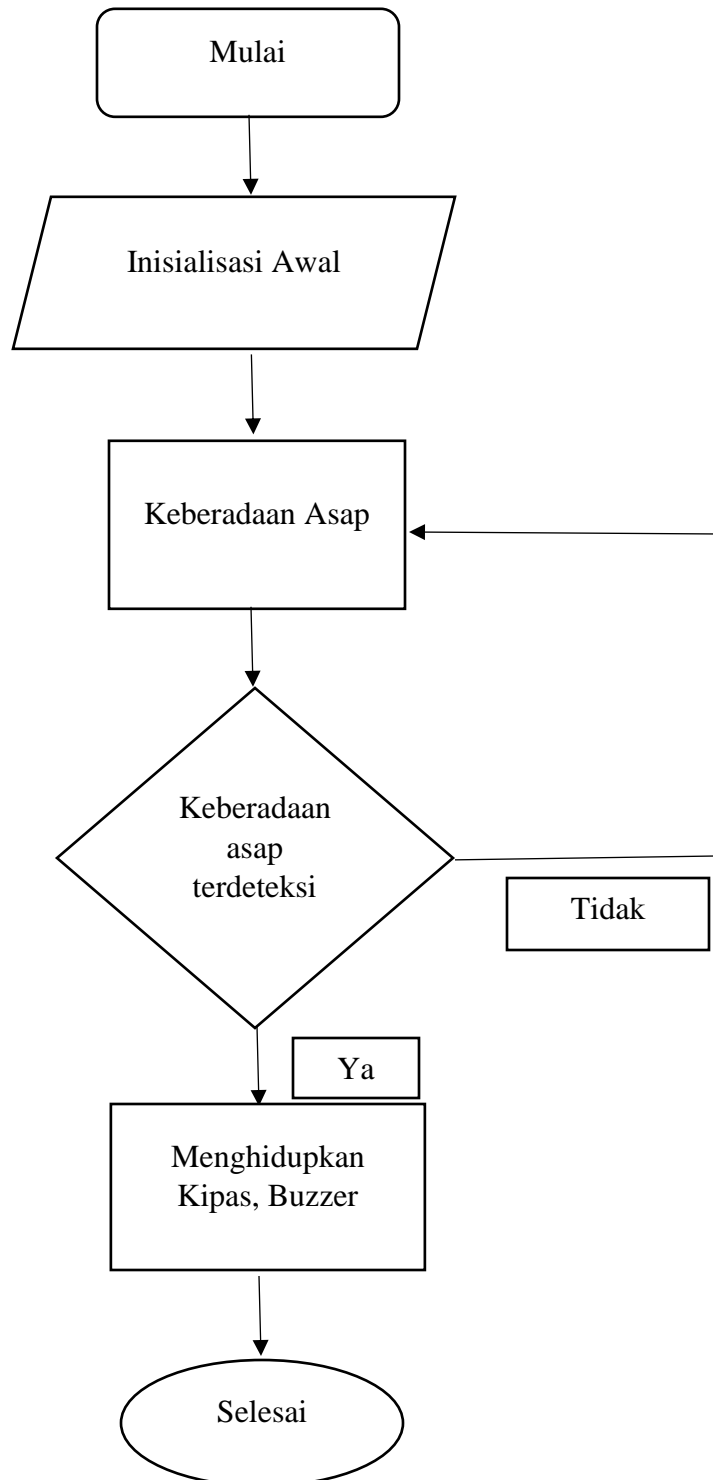 Mulai
Inisialisasi Awal
Keberadaan Asap
Keberadaan
asap
terdeteksi
Tidak
Ya
Menghidupkan
Kipas, Buzzer
Selesai